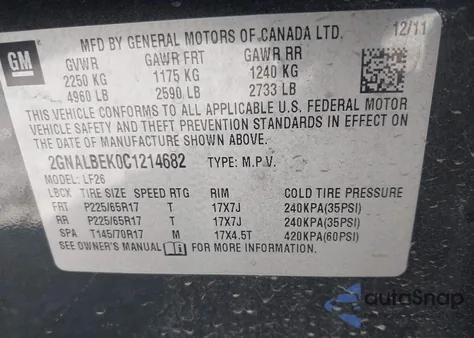 GM
MFD BY GENERAL MOTORS OF CANADA LTD. 12/11
GVWR GAWR FRT GAWR RR
2250 KG 1175 KG 1240 KG
4960 LB 2590 LB 2733 LB
THIS VEHICLE CONFORMS TO ALL APPLICABLE U.S. FEDERAL MOTOR
VEHICLE SAFETY, BUMPER, AND THEFT PREVENTION STANDARDS IN EFFECT ON
THE DATE OF MANUFACTURE SHOWN ABOVE.
2GNALBEK0C1214682 TYPE: M.P.V.
MODEL: LF26
LBCX TIRE SIZE SPEED RTG RIM COLD TIRE PRESSURE
FRT P225/65R17 T 17X7J 240KPA(35PSI)
RR P225/65R17 T 17X7J 240KPA(35PSI)
SPA T145/70R17 M 17X4.5T 420KPA(60PSI)
SEE OWNER'S MANUAL FOR MORE INFORMATION.
autoSnap